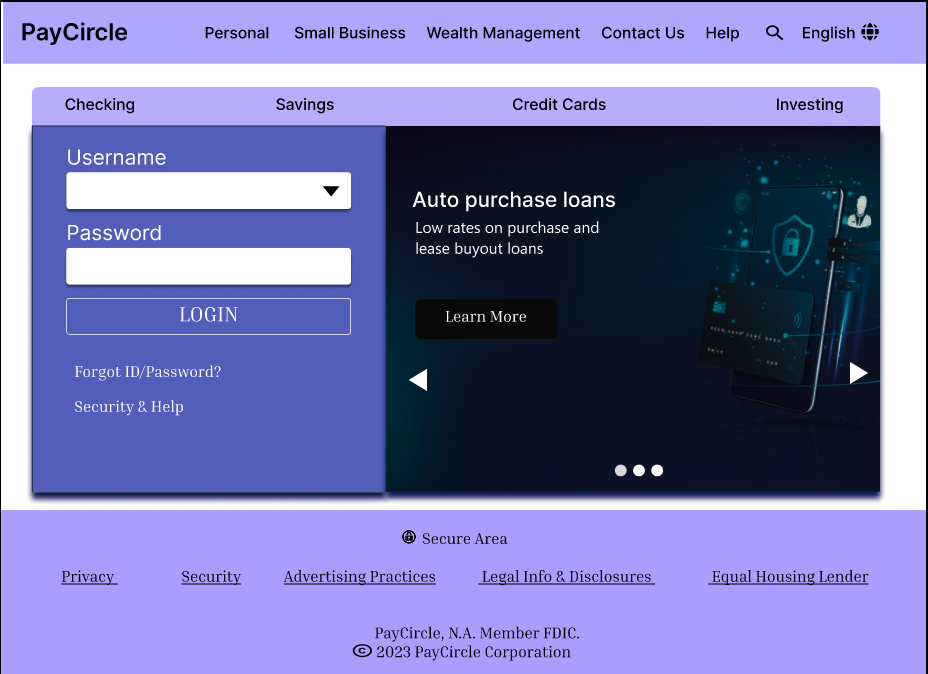 PayCircle
Personal Small Business Wealth Management Contact Us Help English
Checking Savings Credit Cards Investing
Username
Password
LOGIN
Forgot ID/Password?
Security & Help
Auto purchase loans
Low rates on purchase and
lease buyout loans
Learn More
Secure Area
Privacy Security Advertising Practices Legal Info & Disclosures Equal Housing Lender
PayCircle, N.A. Member FDIC.
© 2023 PayCircle Corporation